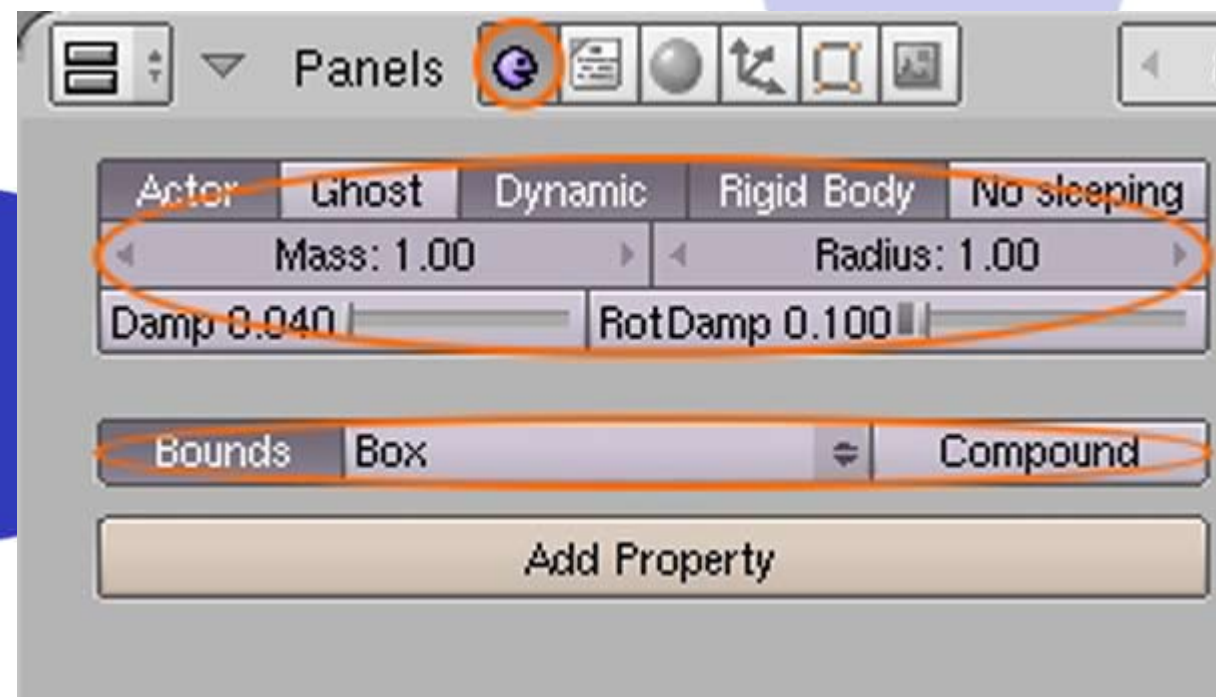 Panels
Actor Ghost Dynamic Rigid Body No sleeping
Mass: 1.00 Radius: 1.00
Damp 0.040 RotDamp 0.100
Bounds Box Compound
Add Property